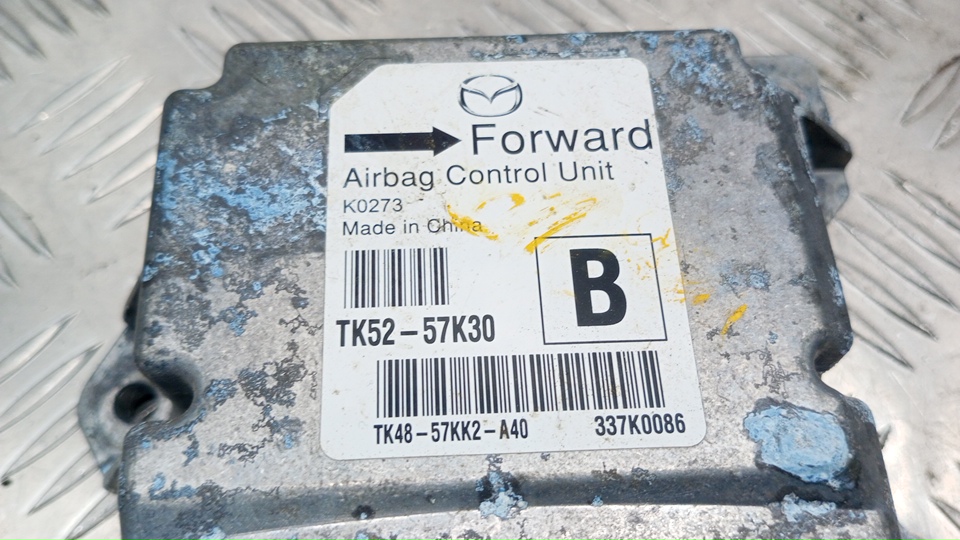 Forward
Airbag Control Unit
K0273
Made in China
B
TK52-57K30
TK48-57KK2-A40 337K0086